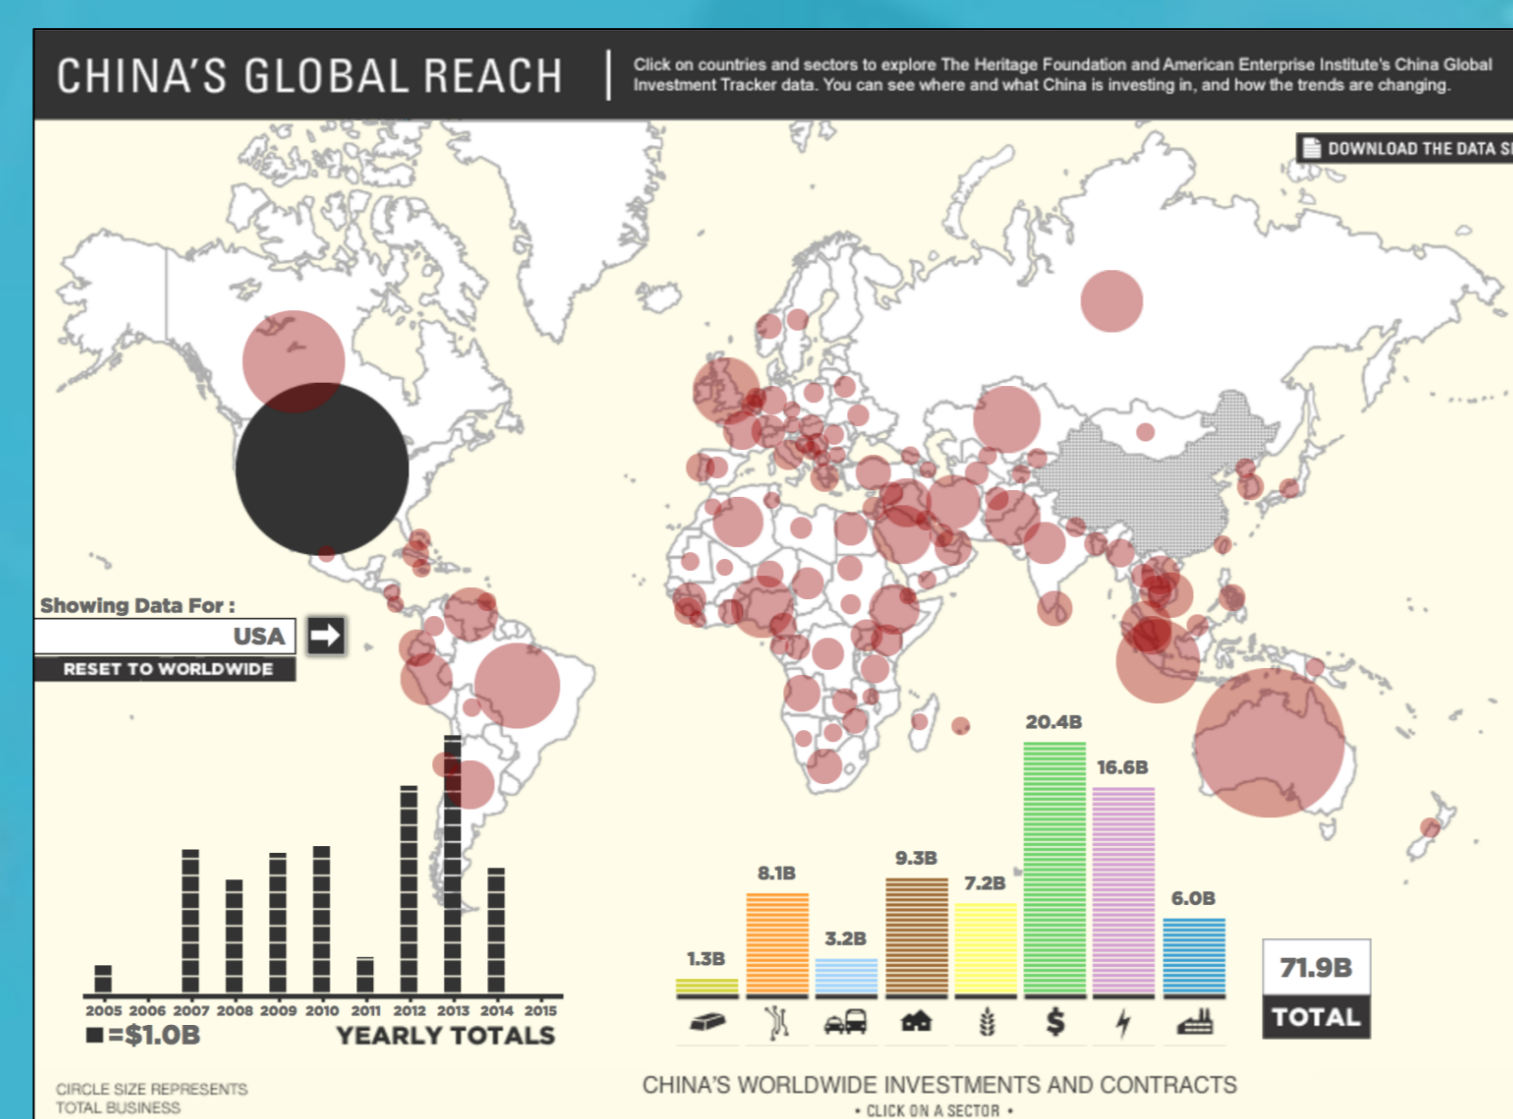 CHINA'S GLOBAL REACH
Click on countries and sectors to explore The Heritage Foundation and American Enterprise Institute's China Global
Investment Tracker data. You can see where and what China is investing in, and how the trends are changing.
DOWNLOAD THE DATA
Showing Data For :
USA
RESET TO WORLDWIDE
20.4B
16.6B
9.3B
8.1B
7.2B
6.0B
3.2B
1.3B
71.9B
TOTAL
$
2005 2006 2007 2008 2009 2010 2011 2012 2013 2014 2015
=$1.0B
YEARLY TOTALS
CIRCLE SIZE REPRESENTS
TOTAL BUSINESS
CHINA'S WORLDWIDE INVESTMENTS AND CONTRACTS
• CLICK ON A SECTOR •